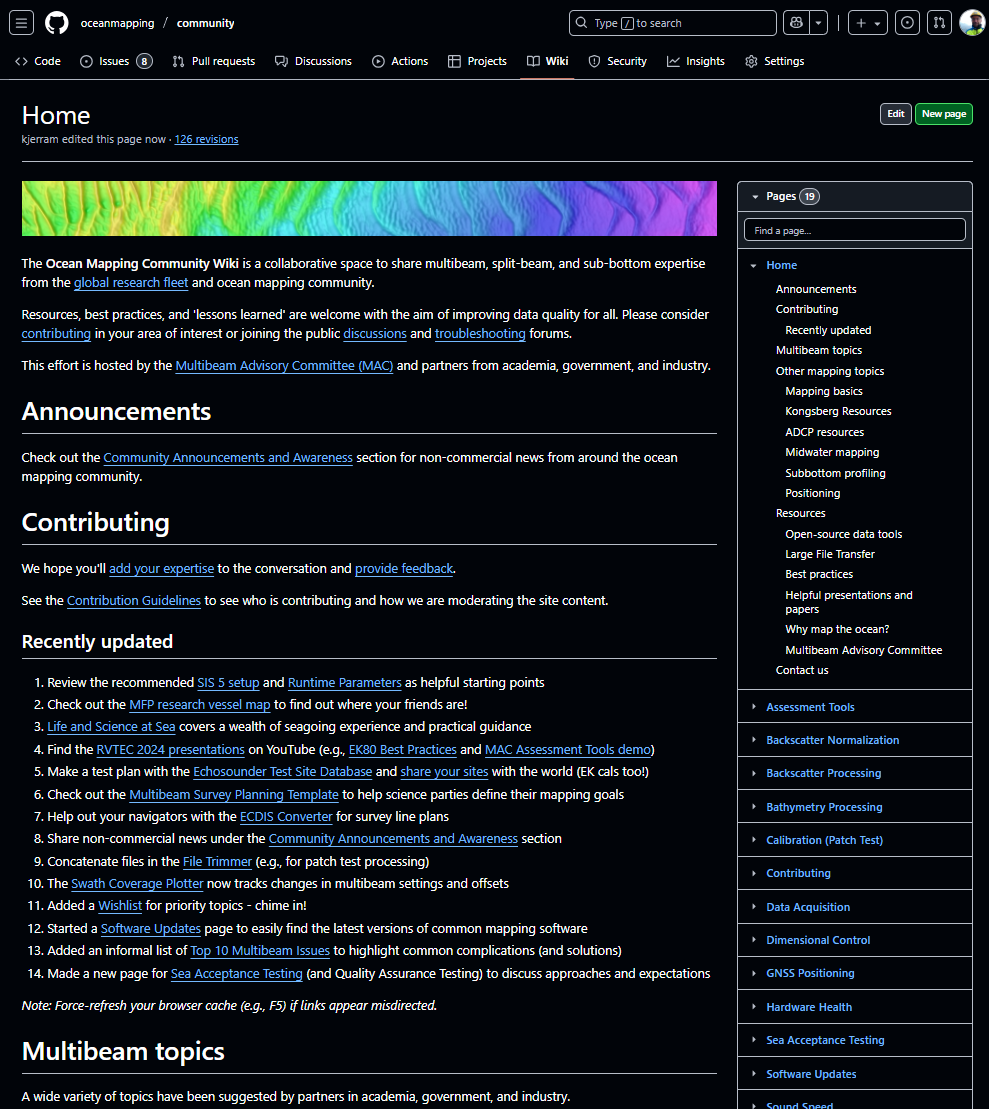 oceanmapping / community
Type / to search
Code
Issues 8
Pull requests
Discussions
Actions
Projects
Wiki
Security
Insights
Settings
Home
Edit
New page
kjerram edited this page now · 126 revisions
The Ocean Mapping Community Wiki is a collaborative space to share multibeam, split-beam, and sub-bottom expertise
from the global research fleet and ocean mapping community.
Resources, best practices, and 'lessons learned' are welcome with the aim of improving data quality for all. Please consider
contributing in your area of interest or joining the public discussions and troubleshooting forums.
This effort is hosted by the Multibeam Advisory Committee (MAC) and partners from academia, government, and industry.
Announcements
Check out the Community Announcements and Awareness section for non-commercial news from around the ocean
mapping community.
Contributing
We hope you'll add your expertise to the conversation and provide feedback.
See the Contribution Guidelines to see who is contributing and how we are moderating the site content.
Recently updated
1. Review the recommended SIS 5 setup and Runtime Parameters as helpful starting points
2. Check out the MFP research vessel map to find out where your friends are!
3. Life and Science at Sea covers a wealth of seagoing experience and practical guidance
4. Find the RVTEC 2024 presentations on YouTube (e.g., EK80 Best Practices and MAC Assessment Tools demo)
5. Make a test plan with the Echosounder Test Site Database and share your sites with the world (EK cals too!)
6. Check out the Multibeam Survey Planning Template to help science parties define their mapping goals
7. Help out your navigators with the ECDIS Converter for survey line plans
8. Share non-commercial news under the Community Announcements and Awareness section
9. Concatenate files in the File Trimmer (e.g., for patch test processing)
10. The Swath Coverage Plotter now tracks changes in multibeam settings and offsets
11. Added a Wishlist for priority topics - chime in!
12. Started a Software Updates page to easily find the latest versions of common mapping software
13. Added an informal list of Top 10 Multibeam Issues to highlight common complications (and solutions)
14. Made a new page for Sea Acceptance Testing (and Quality Assurance Testing) to discuss approaches and expectations
Note: Force-refresh your browser cache (e.g., F5) if links appear misdirected.
Multibeam topics
A wide variety of topics have been suggested by partners in academia, government, and industry.
Pages 19
Find a page...
Home
Announcements
Contributing
Recently updated
Multibeam topics
Other mapping topics
Mapping basics
Kongsberg Resources
ADCP resources
Midwater mapping
Subbottom profiling
Positioning
Resources
Open-source data tools
Large File Transfer
Best practices
Helpful presentations and
papers
Why map the ocean?
Multibeam Advisory Committee
Contact us
Assessment Tools
Backscatter Normalization
Backscatter Processing
Bathymetry Processing
Calibration (Patch Test)
Contributing
Data Acquisition
Dimensional Control
GNSS Positioning
Hardware Health
Sea Acceptance Testing
Software Updates
Sound Speed